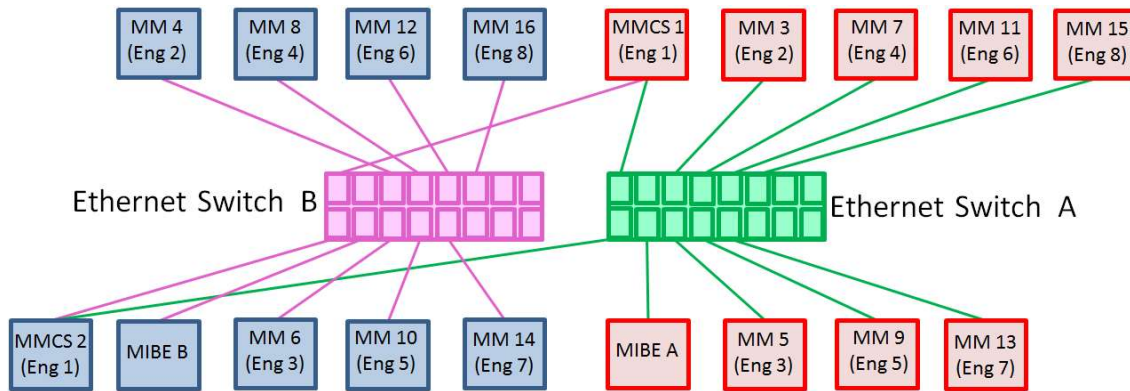 MM 4
(Eng 2)
MM 8
(Eng 4)
MM 12
(Eng 6)
MM 16
(Eng 8)
MMCS 1
(Eng 1)
MM 3
(Eng 2)
MM 7
(Eng 4)
MM 11
(Eng 6)
MM 15
(Eng 8)
Ethernet Switch B
Ethernet Switch A
MMCS 2
(Eng 1)
MIBE B
MM 6
(Eng 3)
MM 10
(Eng 5)
MM 14
(Eng 7)
MIBE A
MM 5
(Eng 3)
MM 9
(Eng 5)
MM 13
(Eng 7)